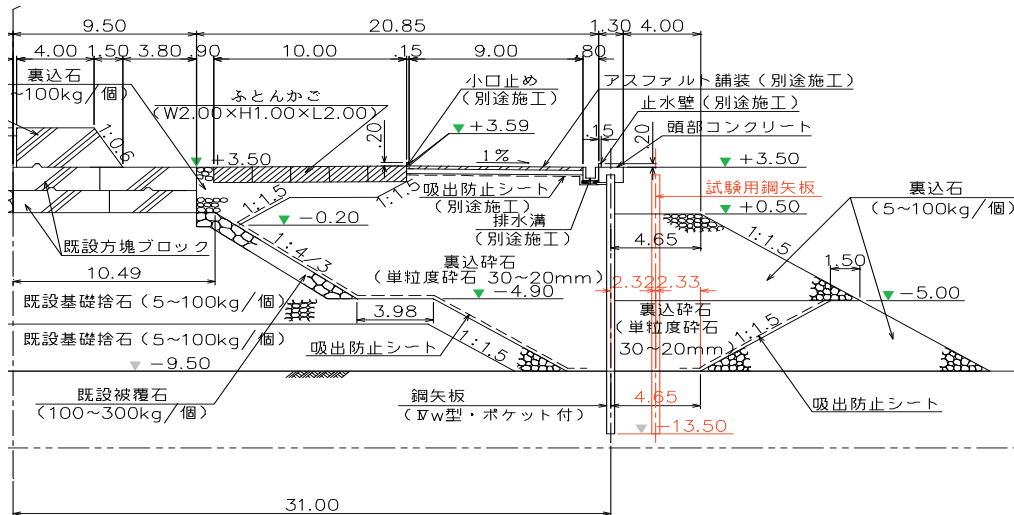 9.50
20.85
1.30
4.00
4.00
1.50
3.80
.90
10.00
.15
9.00
.80
裏込石
~100kg/個)
ふとんかご
(W2.00×H1.00×L2.00)
小口止め
(別途施工)
アスファルト舗装(別途施工)
止水壁(別途施工)
頭部コンクリート
1:0.6
.20
+3.59
.15
.20
+3.50
1%
+3.50
1:1.5
1:1.5
吸出防止シート
(別途施工)
試験用鋼矢板
裏込石
(5~100kg/個)
-0.20
排水溝
(別途施工)
+0.50
既設方塊ブロック
1:4/3
4.65
1:1.5
10.49
裏込砕石
(単粒度砕石 30~20mm)
1.50
2.32
2.33
既設基礎捨石(5~100kg/個)
-4.90
-5.00
3.98
裏込砕石
(単粒度砕石
30~20mm)
既設基礎捨石(5~100kg/個)
吸出防止シート
1:1.5
1:1.5
-9.50
既設被覆石
(100~300kg/個)
鋼矢板
(Ⅳw型・ポケット付)
4.65
吸出防止シート
-13.50
31.00